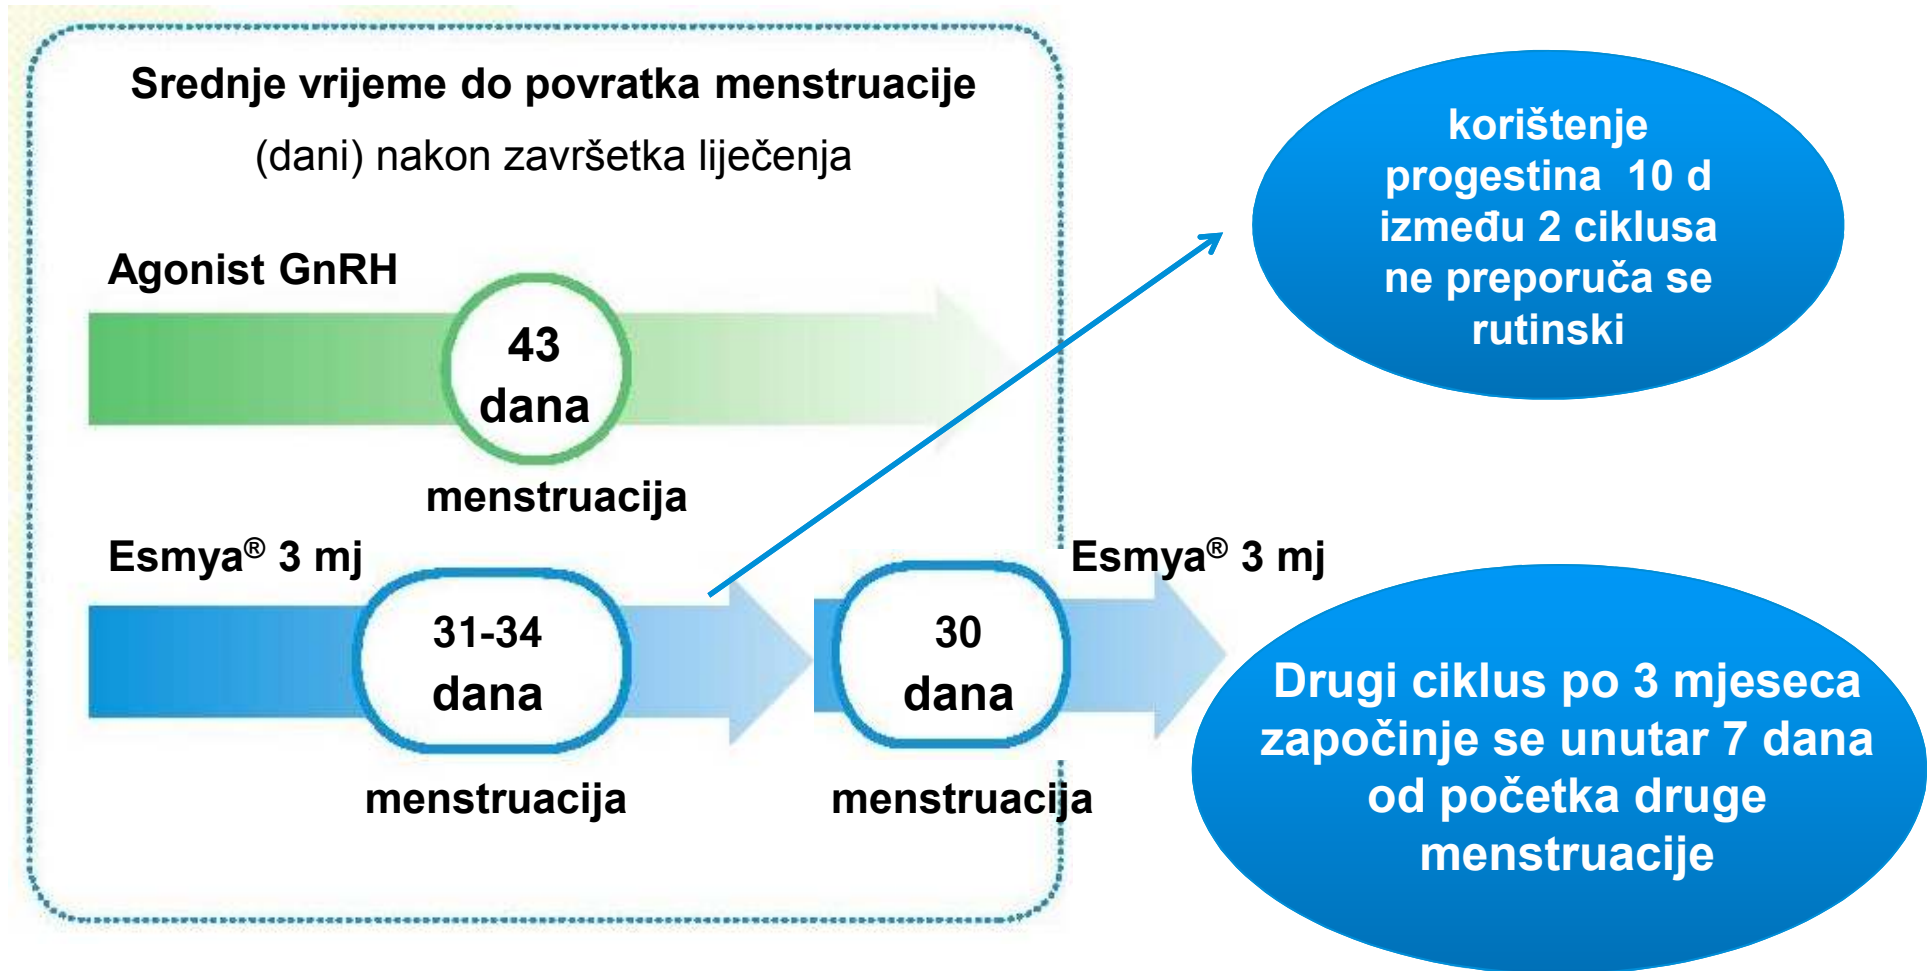 Srednje vrijeme do povratka menstruacije
(dani) nakon završetka liječenja
Agonist GnRH
43
dana
menstruacija
Esmya® 3 mj
31-34
dana
menstruacija
30
dana
menstruacija
Esmya® 3 mj
korištenje
progestina 10 d
između 2 ciklusa
ne preporuča se
rutinski
Drugi ciklus po 3 mjeseca
započinje se unutar 7 dana
od početka druge
menstruacije